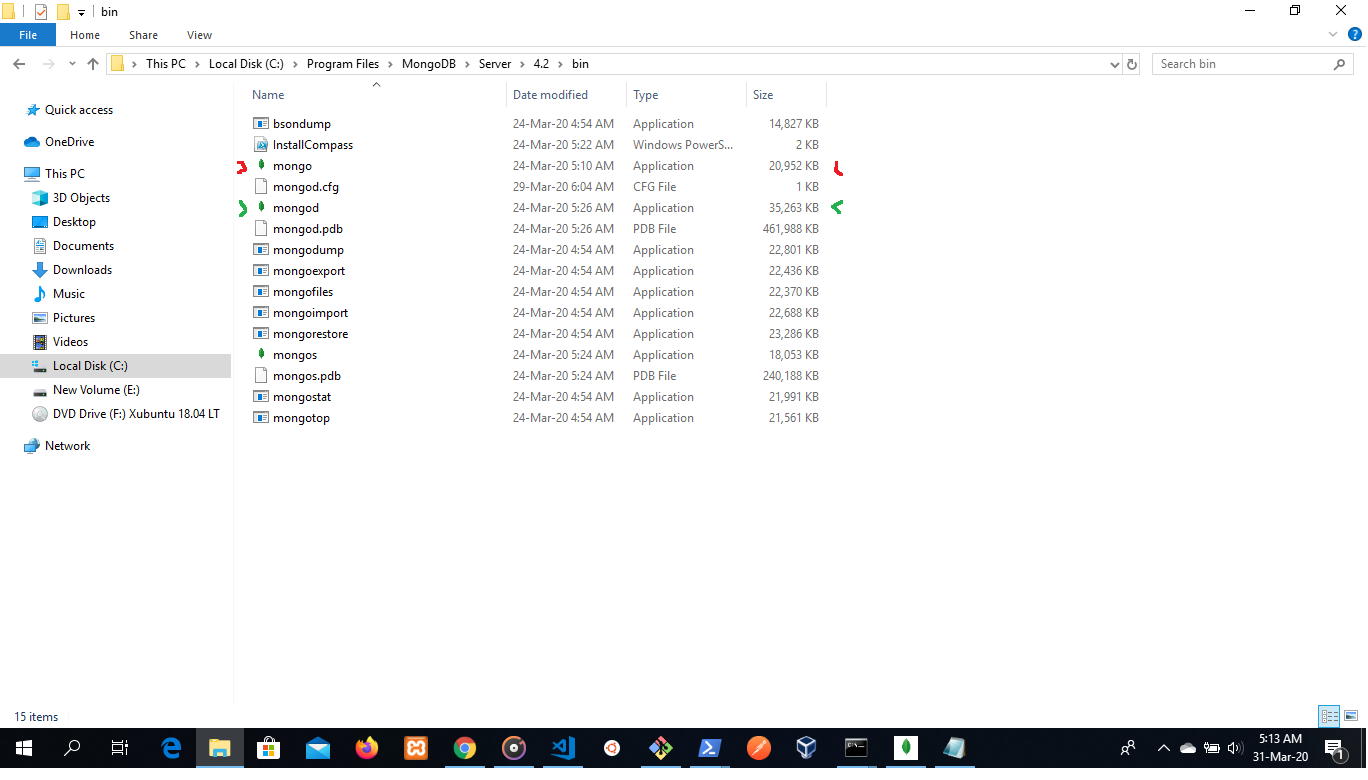 bin
File Home Share View
This PC Local Disk (C:) Program Files MongoDB Server 4.2 bin Search bin
Name Date modified Type Size
Quick access
OneDrive
This PC
3D Objects
Desktop
Documents
Downloads
Music
Pictures
Videos
Local Disk (C:)
New Volume (E:)
DVD Drive (F:) Xubuntu 18.04 LT
Network
bsondump 24-Mar-20 4:54 AM Application 14,827 KB
InstallCompass 24-Mar-20 5:22 AM Windows PowerS... 2 KB
mongo 24-Mar-20 5:10 AM Application 20,952 KB
mongod.cfg 29-Mar-20 6:04 AM CFG File 1 KB
mongod 24-Mar-20 5:26 AM Application 35,263 KB
mongod.pdb 24-Mar-20 5:26 AM PDB File 461,988 KB
mongodump 24-Mar-20 4:54 AM Application 22,801 KB
mongoexport 24-Mar-20 4:54 AM Application 22,436 KB
mongofiles 24-Mar-20 4:54 AM Application 22,370 KB
mongoimport 24-Mar-20 4:54 AM Application 22,688 KB
mongorestore 24-Mar-20 4:54 AM Application 23,286 KB
mongos 24-Mar-20 5:24 AM Application 18,053 KB
mongos.pdb 24-Mar-20 5:24 AM PDB File 240,188 KB
mongostat 24-Mar-20 4:54 AM Application 21,991 KB
mongotop 24-Mar-20 4:54 AM Application 21,561 KB
15 items
5:13 AM
31-Mar-20
1